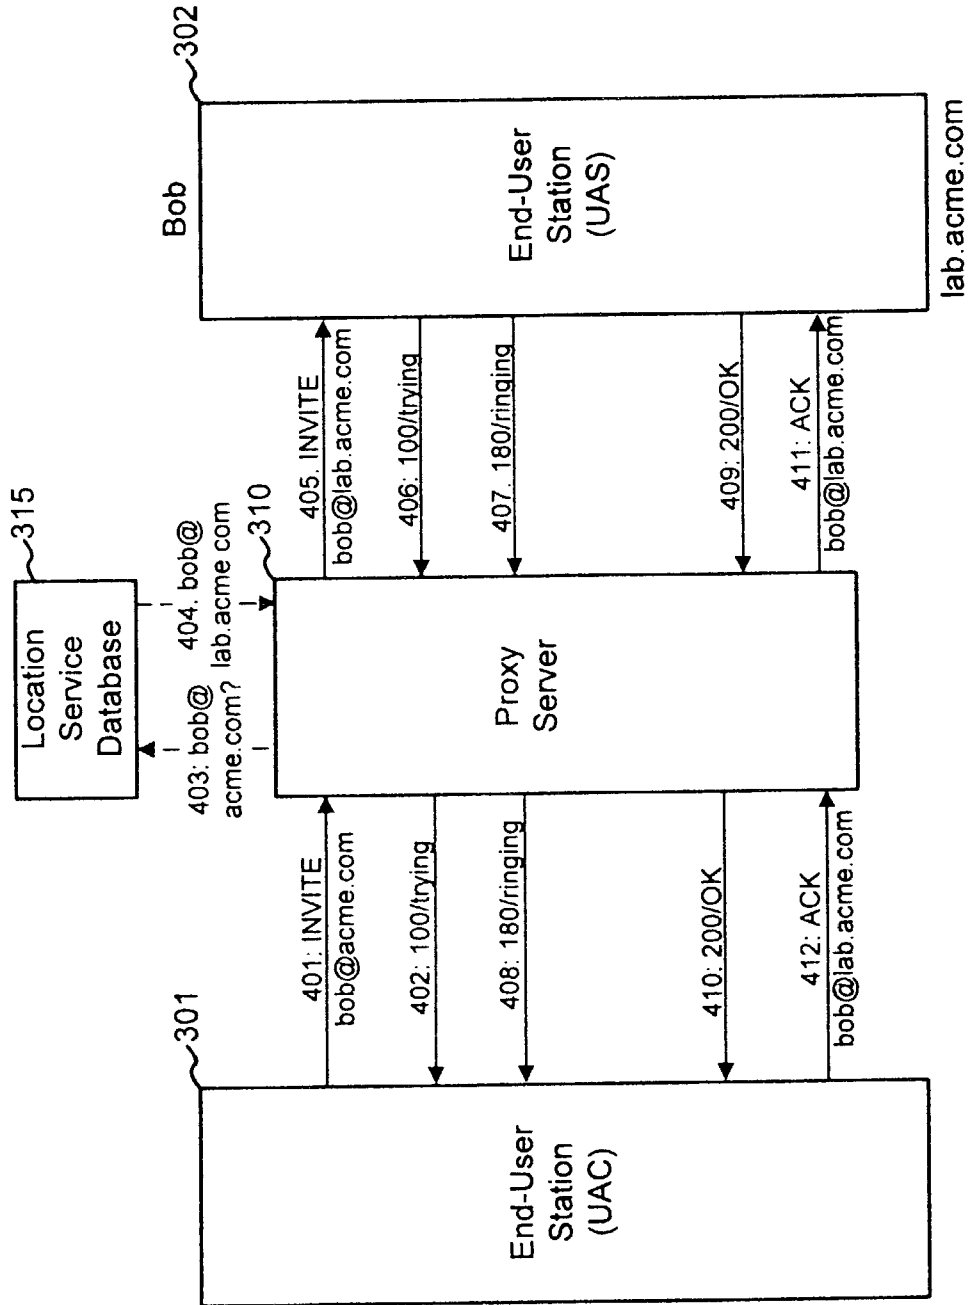 315
Location
Service
Database
403: bob@
acme.com?
404. bob@
lab.acme com
301
End-User
Station
(UAC)
401: INVITE
bob@acme.com
402: 100/trying
408: 180/ringing
410: 200/OK
412: ACK
bob@lab.acme.com
310
Proxy
Server
405. INVITE
bob@lab.acme.com
406: 100/trying
407. 180/ringing
409: 200/OK
411: ACK
bob@lab.acme.com
Bob
302
End-User
Station
(UAS)
lab.acme.com